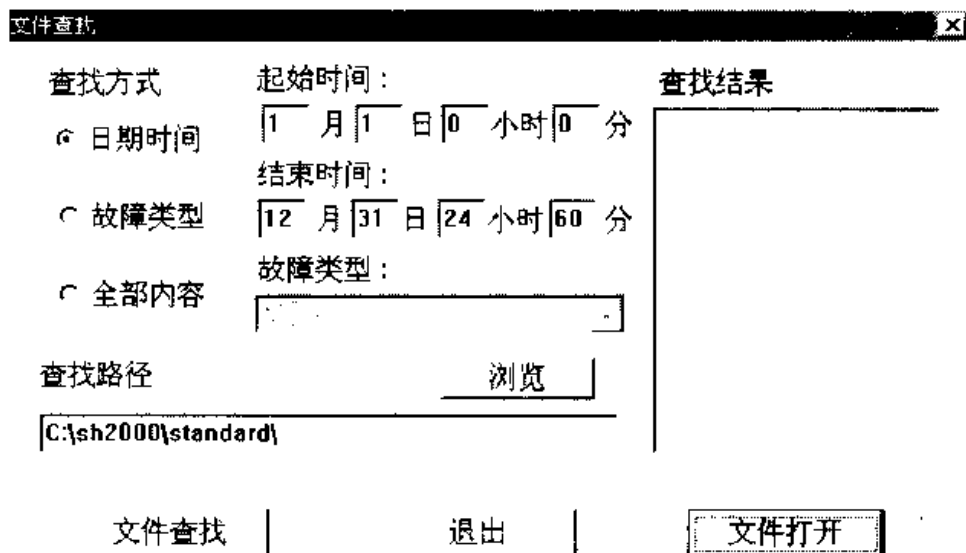 文件查找
查找方式
日期时间
故障类型
全部内容
起始时间：
1 月 1 日 0 小时 0 分
结束时间：
12 月 31 日 24 小时 60 分
故障类型：
查找结果
查找路径
浏览
C:\sh2000\standard\
文件查找
退出
文件打开